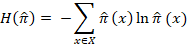 H(π̂) = − ∑x∈X π̂(x) ln π̂(x)